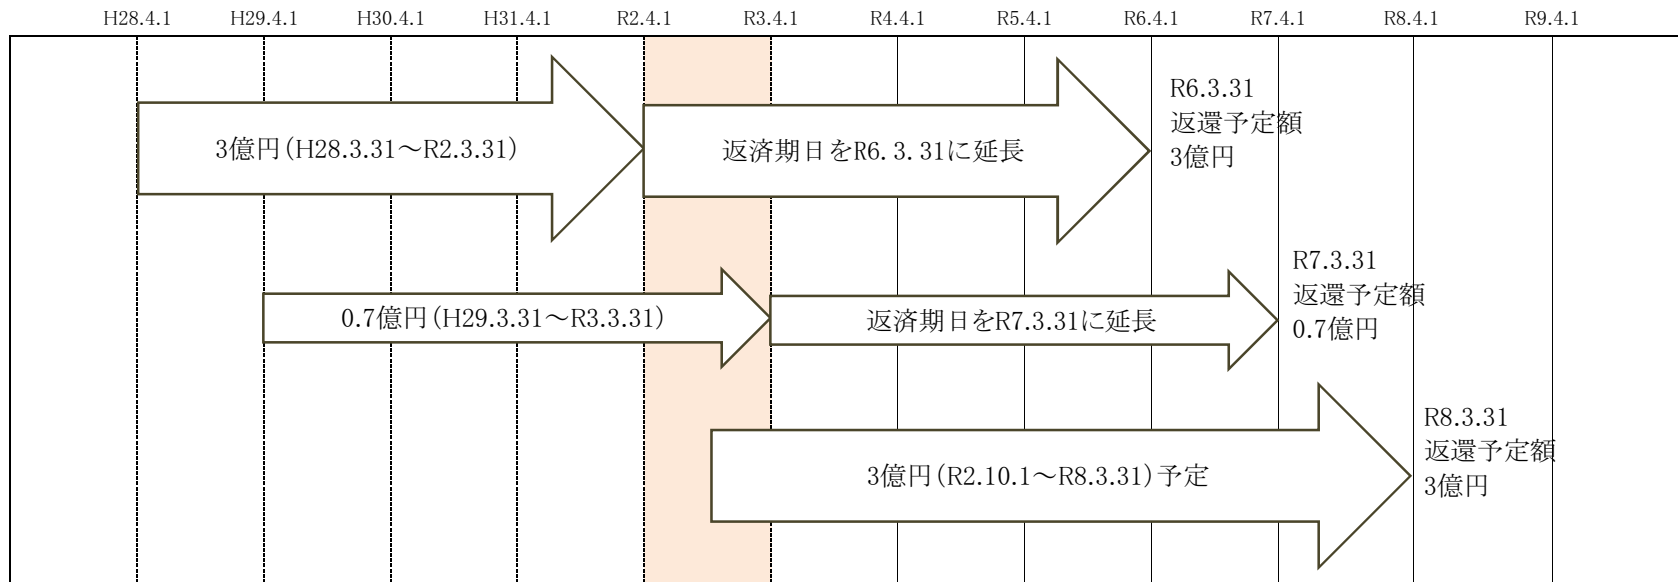 H28.4.1 H29.4.1 H30.4.1 H31.4.1 R2.4.1 R3.4.1 R4.4.1 R5.4.1 R6.4.1 R7.4.1 R8.4.1 R9.4.1
3億円(H28.3.31～R2.3.31)
返済期日をR6.3.31に延長
R6.3.31
返還予定額
3億円
0.7億円(H29.3.31～R3.3.31)
返済期日をR7.3.31に延長
R7.3.31
返還予定額
0.7億円
3億円(R2.10.1～R8.3.31)予定
R8.3.31
返還予定額
3億円